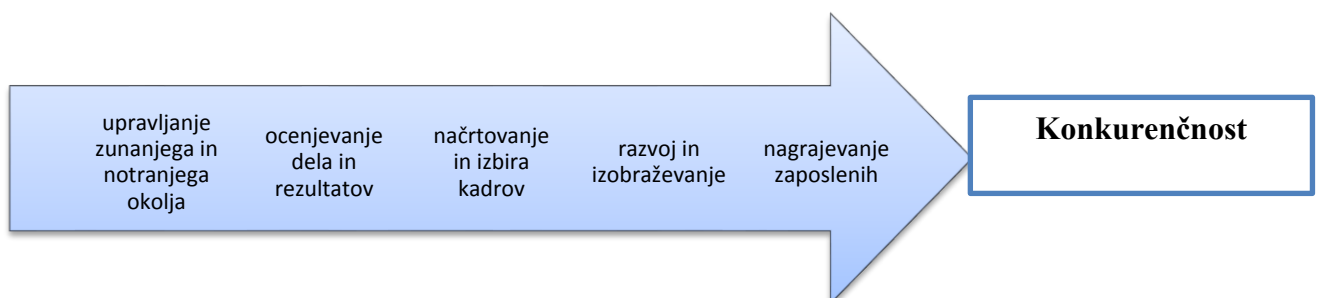 upravljanje
zunanjega in
notranjega
okolja
ocenjevanje
dela in
rezultatov
načrtovanje
in izbira
kadrov
razvoj in
izobraževanje
nagrajevanje
zaposlenih
Konkurenčnost